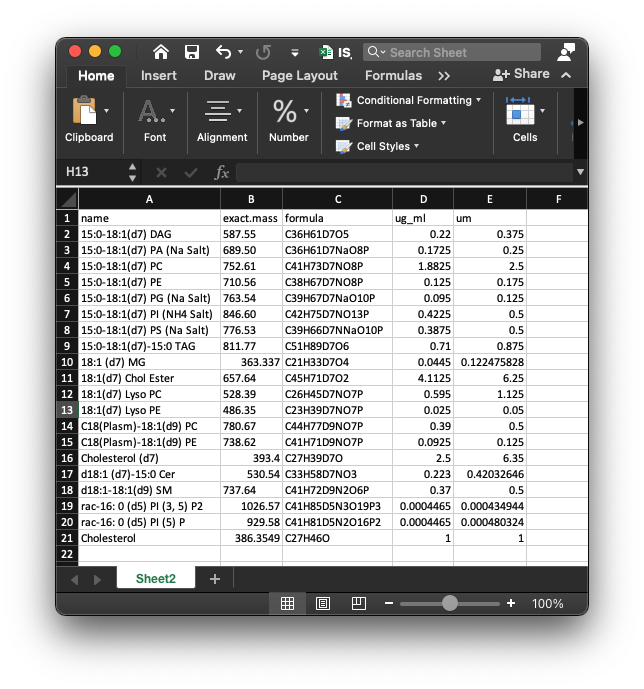 IS,
Search Sheet
Home Insert Draw Page Layout Formulas >> Share
Clipboard
Font
Alignment
Number
Conditional Formatting
Format as Table
Cell Styles
Cells
H13 fx
A B C D E F
1 name exact.mass formula ug_ml um
2 15:0-18:1(d7) DAG 587.55 C36H61D7O5 0.22 0.375
3 15:0-18:1(d7) PA (Na Salt) 689.50 C36H61D7NaO8P 0.1725 0.25
4 15:0-18:1(d7) PC 752.61 C41H73D7NO8P 1.8825 2.5
5 15:0-18:1(d7) PE 710.56 C38H67D7NO8P 0.125 0.175
6 15:0-18:1(d7) PG (Na Salt) 763.54 C39H67D7NaO10P 0.095 0.125
7 15:0-18:1(d7) PI (NH4 Salt) 846.60 C42H75D7NO13P 0.4225 0.5
8 15:0-18:1(d7) PS (Na Salt) 776.53 C39H66D7NNaO10P 0.3875 0.5
9 15:0-18:1(d7)-15:0 TAG 811.77 C51H89D7O6 0.71 0.875
10 18:1 (d7) MG 363.337 C21H33D7O4 0.0445 0.122475828
11 18:1(d7) Chol Ester 657.64 C45H71D7O2 4.1125 6.25
12 18:1(d7) Lyso PC 528.39 C26H45D7NO7P 0.595 1.125
13 18:1(d7) Lyso PE 486.35 C23H39D7NO7P 0.025 0.05
14 C18(Plasm)-18:1(d9) PC 780.67 C44H77D9NO7P 0.39 0.5
15 C18(Plasm)-18:1(d9) PE 738.62 C41H71D9NO7P 0.0925 0.125
16 Cholesterol (d7) 393.4 C27H39D7O 2.5 6.35
17 d18:1 (d7)-15:0 Cer 530.54 C33H58D7NO3 0.223 0.42032646
18 d18:1-18:1(d9) SM 737.64 C41H72D9N2O6P 0.37 0.5
19 rac-16: 0 (d5) PI (3, 5) P2 1026.57 C41H85D5N3O19P3 0.0004465 0.000434944
20 rac-16: 0 (d5) PI (5) P 929.58 C41H81D5N2O16P2 0.0004465 0.000480324
21 Cholesterol 386.3549 C27H46O 1 1
22
Sheet2 +
− + 100%